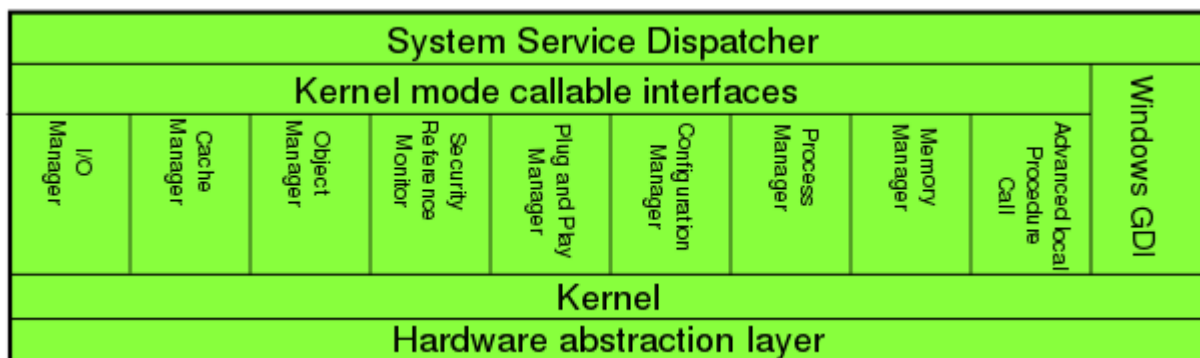 System Service Dispatcher
Kernel mode callable interfaces
Windows GDI
I/O
Manager
Cache
Manager
Object
Manager
Security
Reference
Monitor
Plug and Play
Manager
Configuration
Manager
Process
Manager
Memory
Manager
Advanced local
Procedure
Call
Kernel
Hardware abstraction layer